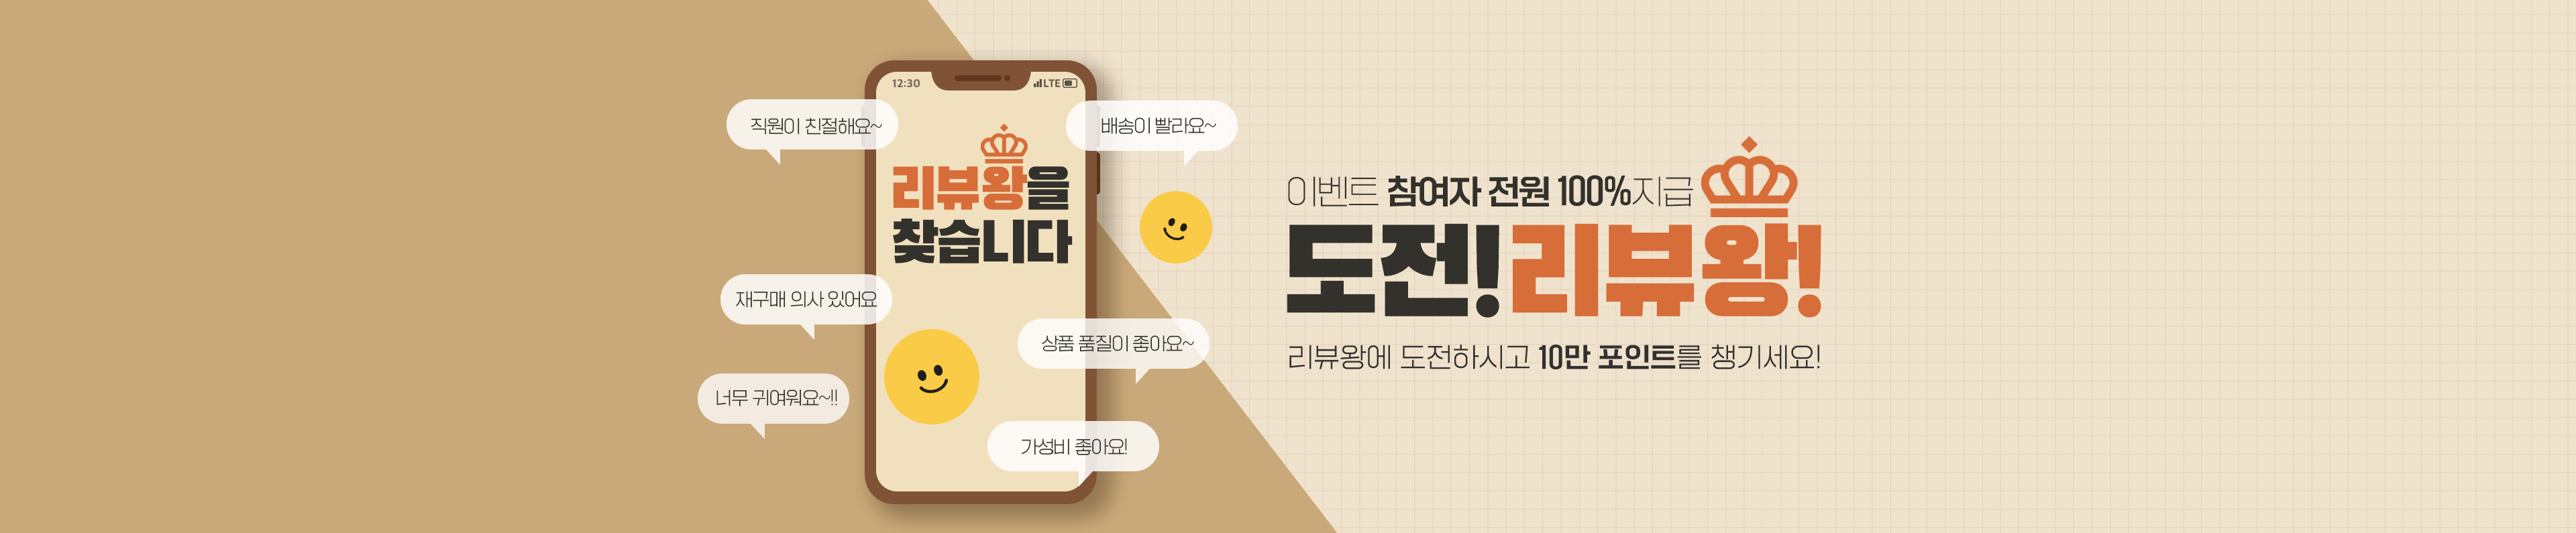 12:30 LTE
직원이 친절해요~
배송이 빨라요~
리뷰왕을
찾습니다
재구매 의사 있어요
상품 품질이 좋아요~
너무 귀여워요~!!
가성비 좋아요!
이벤트 참여자 전원 100%지급
도전!리뷰왕!
리뷰왕에 도전하시고 10만 포인트를 챙기세요!